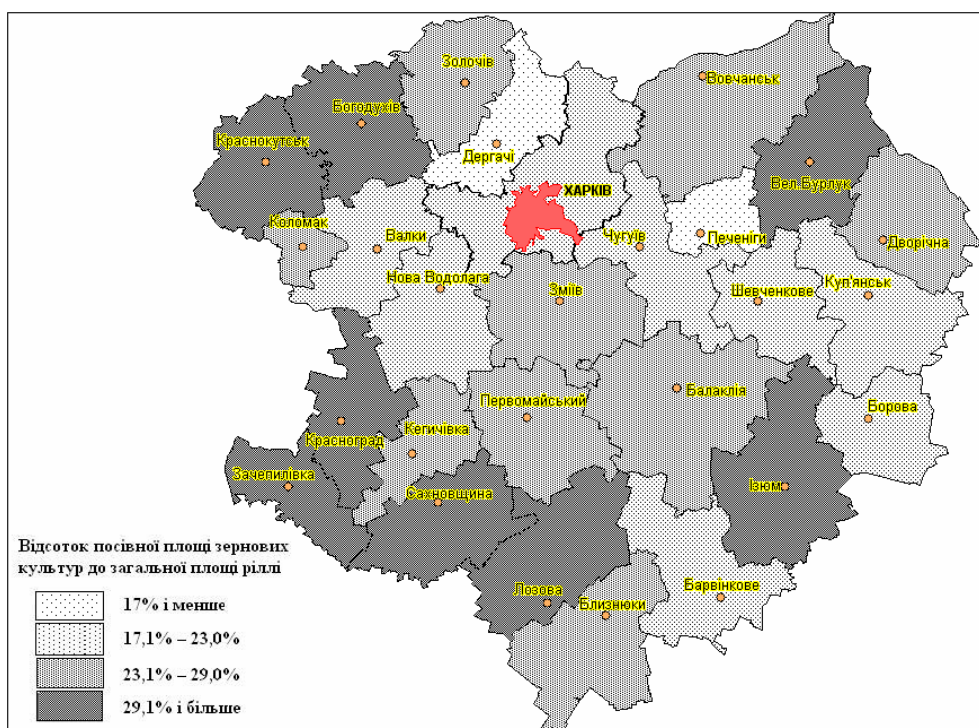 Золочів
Вовчанськ
Богодухів
Краснокутськ
Дергачі
Вел.Бурлук
ХАРКІВ
Коломак
Валки
Чугуїв
Печеніги
Дворічна
Нова Водолага
Зміїв
Шевченкове
Куп'янськ
Первомайський
Балаклія
Борова
Красноград
Кегичівка
Зачепилівка
Сахновщина
Ізюм
Лозова
Близнюки
Барвінкове
Відсоток посівної площі зернових
культур до загальної площі ріллі
17% і менше
17,1% – 23,0%
23,1% – 29,0%
29,1% і більше